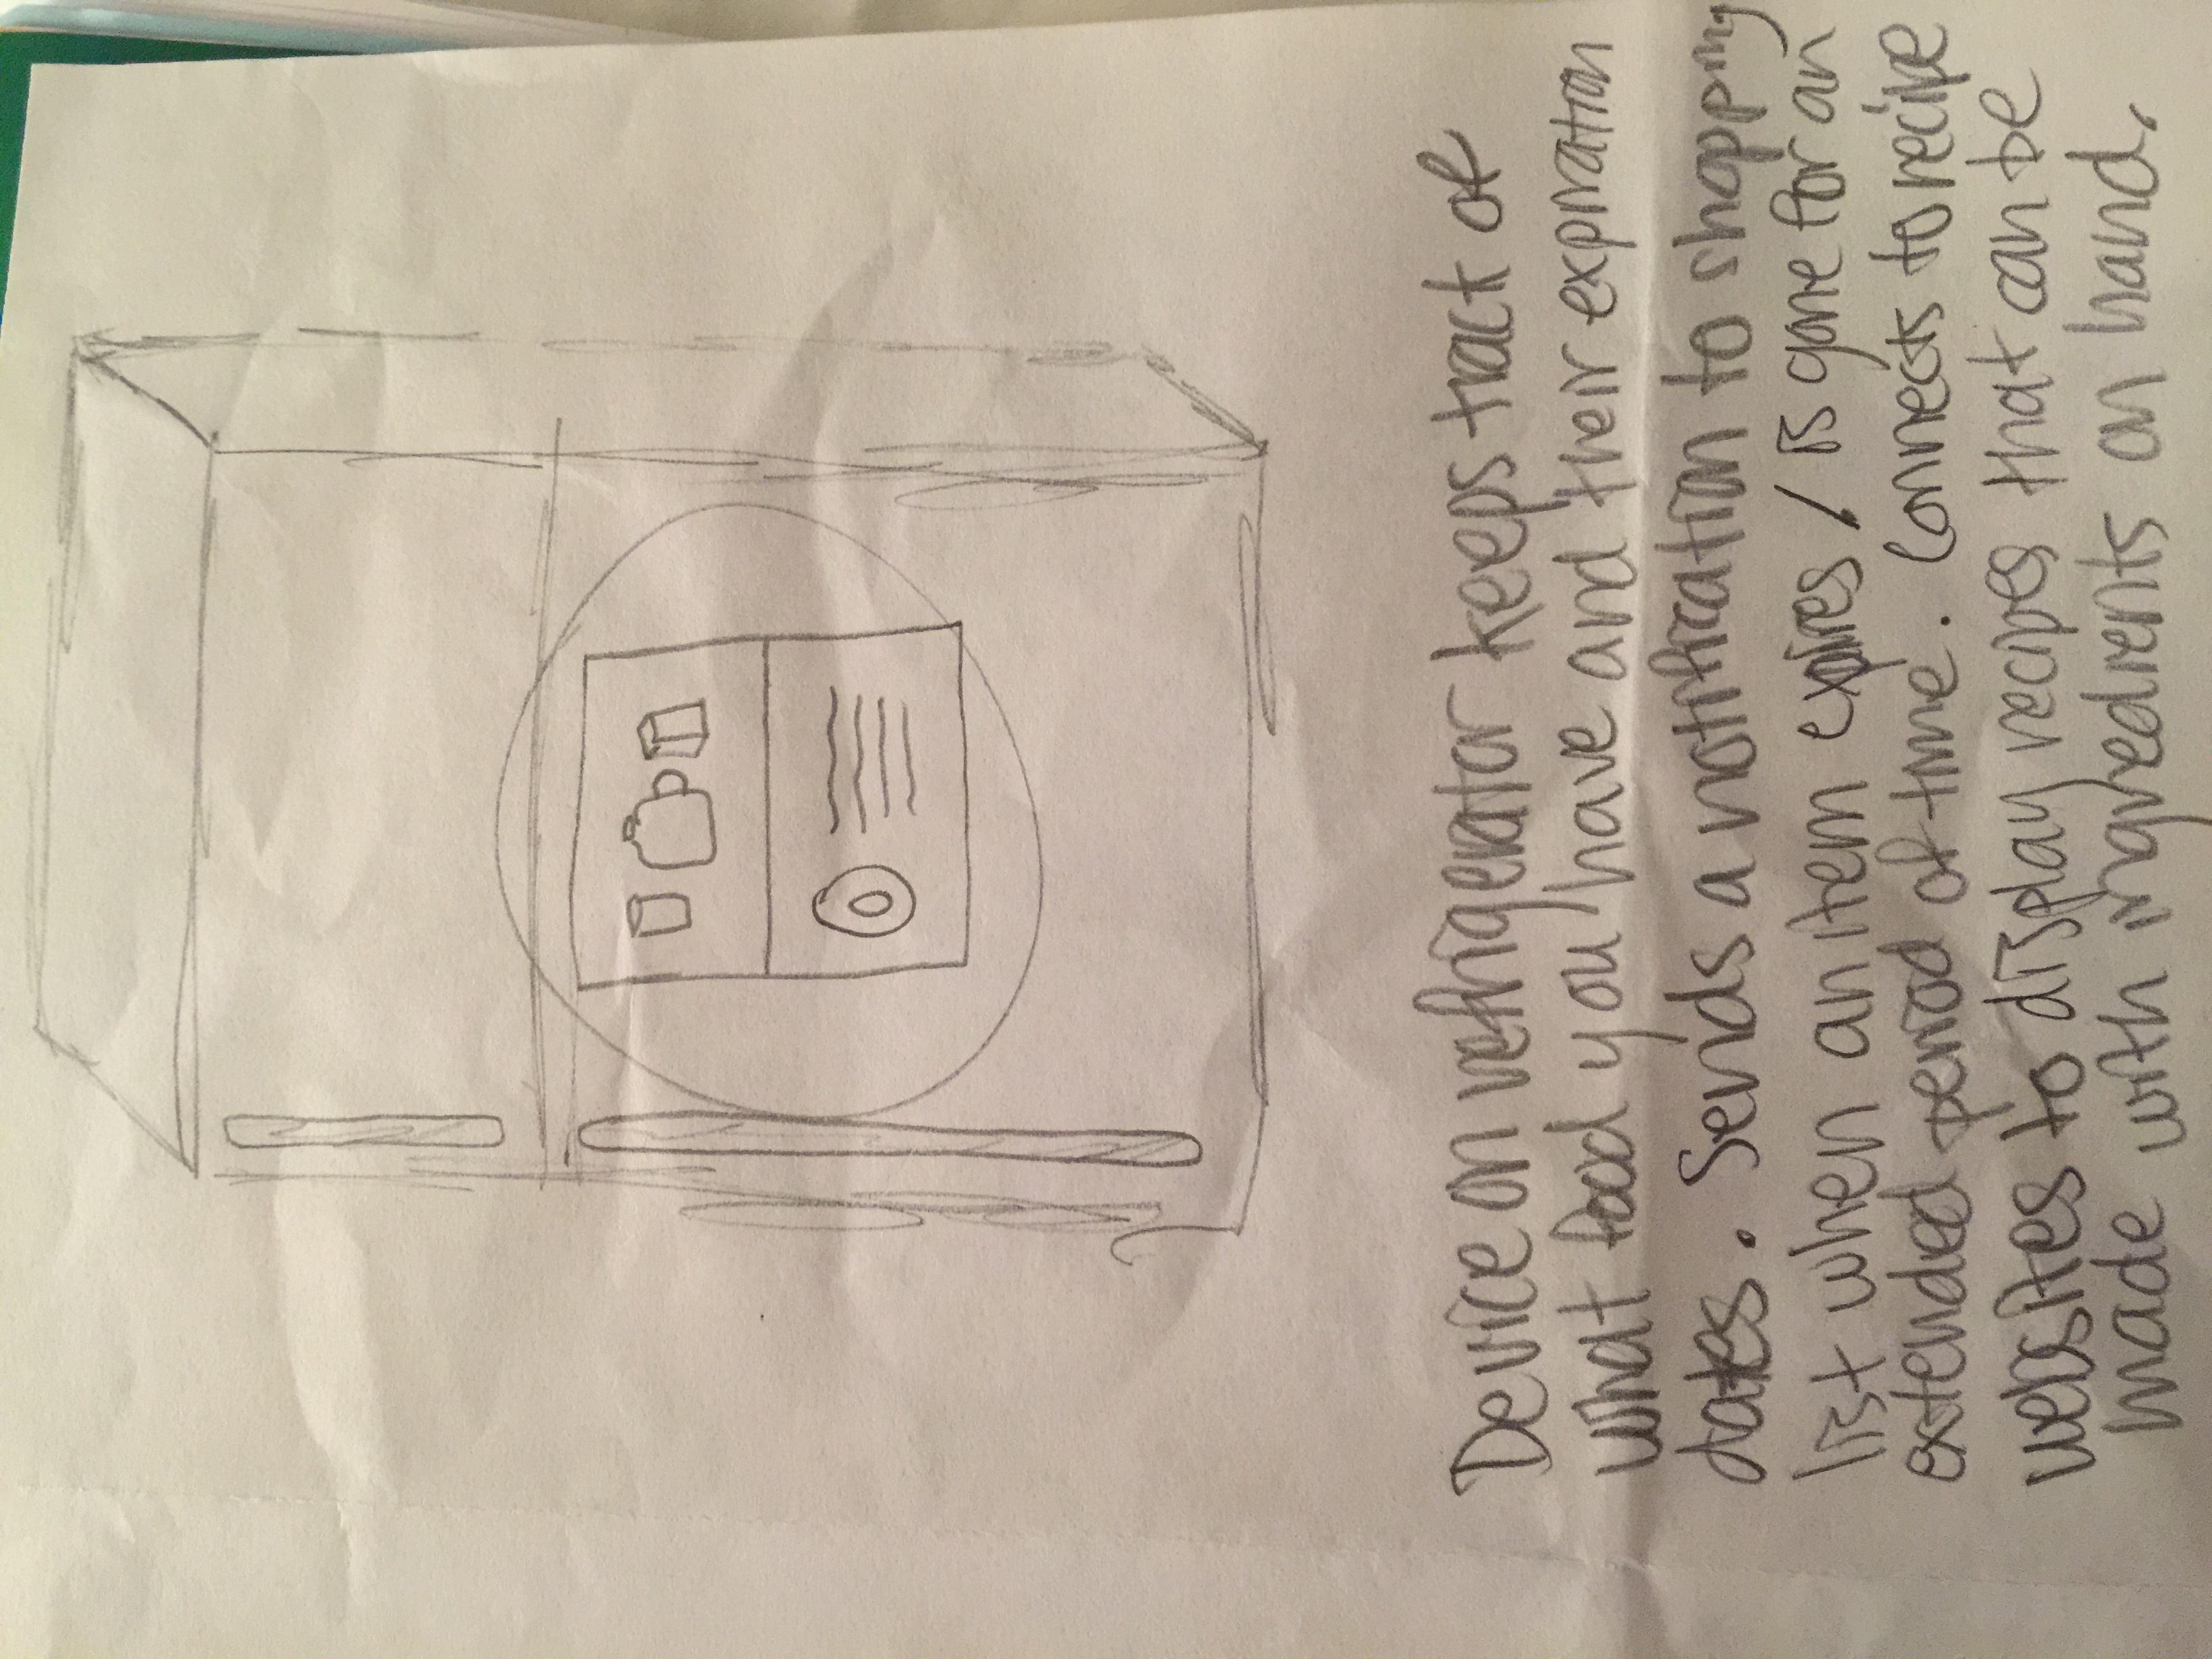 Device on refrigerator keeps track of
what food you have and their expiration
dates. Sends a notification to shopping
list when an item expires / is gone for an
extended period of time. Connects to recipe
websites to display recipes that can be
made with ingredients on hand.